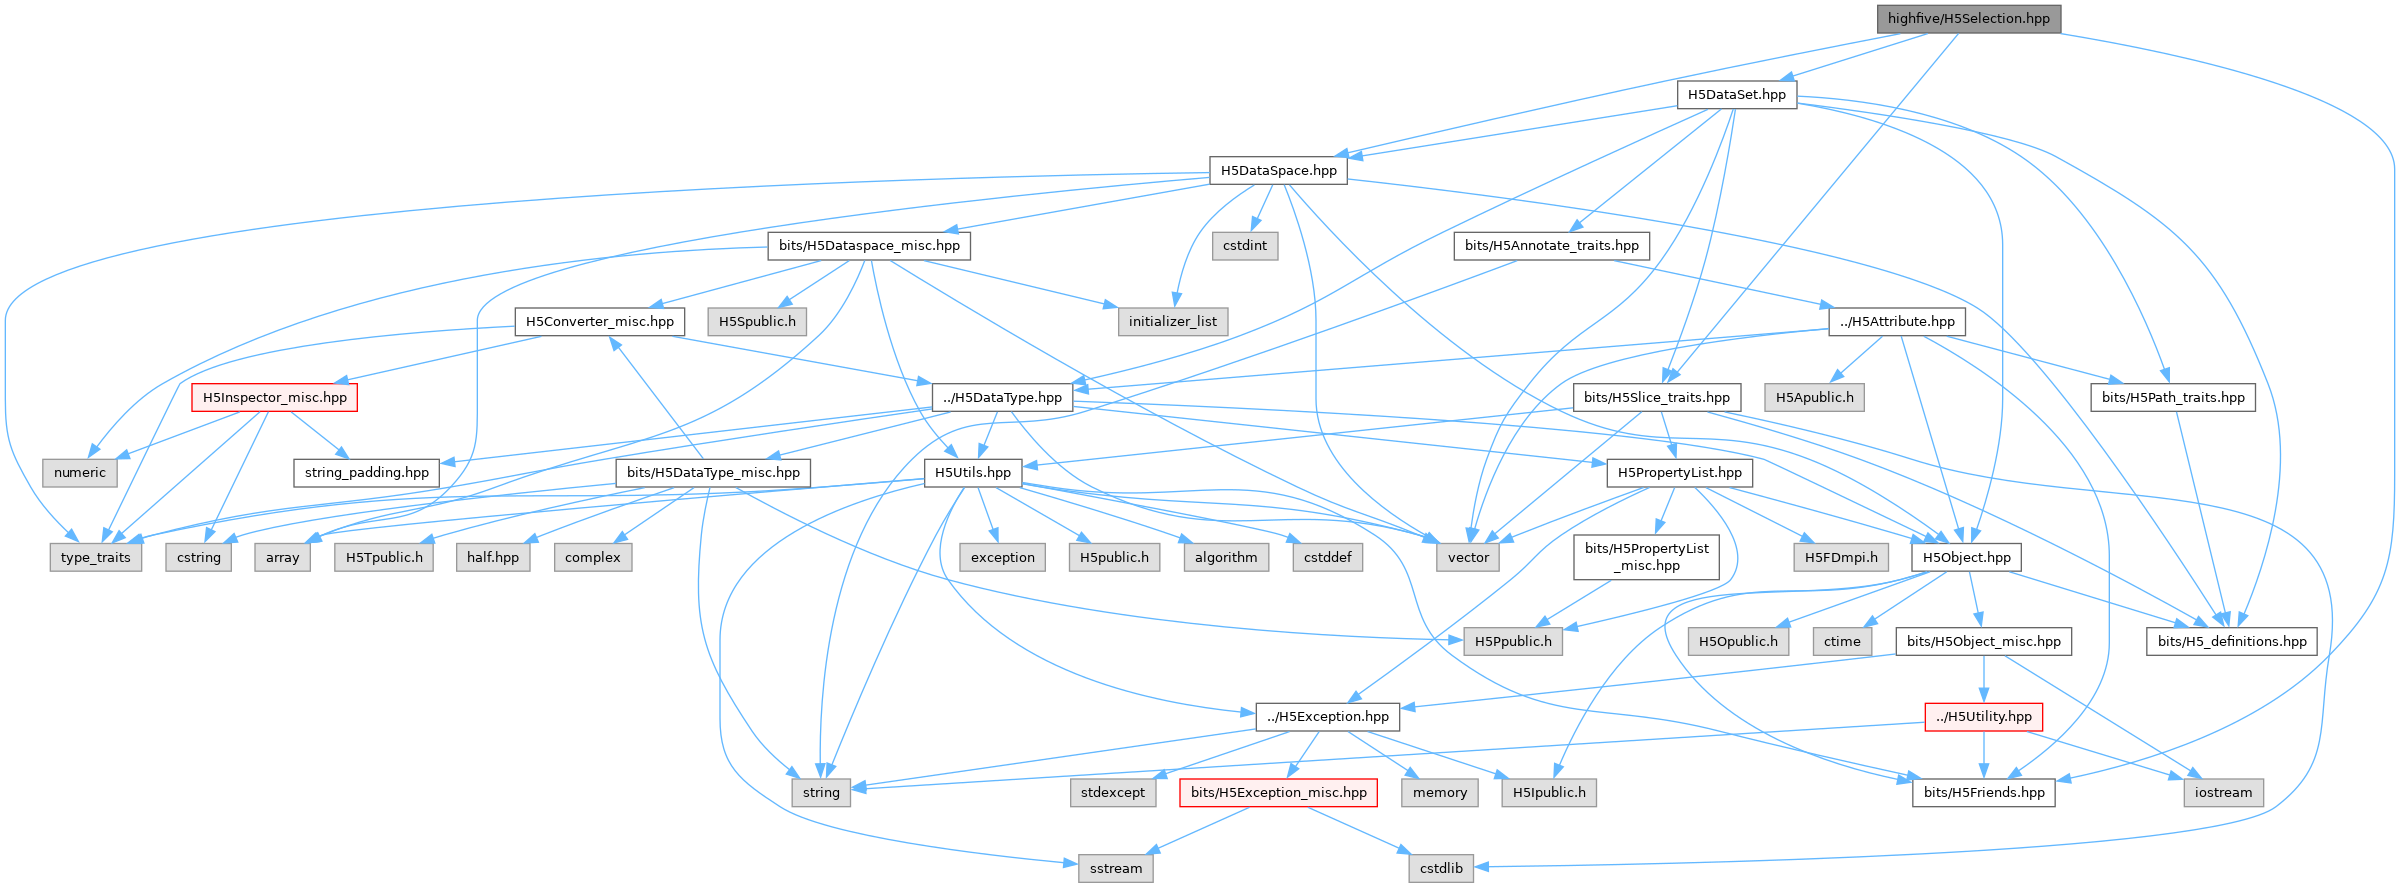 highfive/H5Selection.hpp
H5DataSet.hpp
H5DataSpace.hpp
bits/H5Dataspace_misc.hpp
cstdint
bits/H5Annotate_traits.hpp
H5Converter_misc.hpp
H5Spublic.h
initializer_list
../H5Attribute.hpp
H5Inspector_misc.hpp
../H5DataType.hpp
bits/H5Slice_traits.hpp
H5Apublic.h
bits/H5Path_traits.hpp
numeric
string_padding.hpp
bits/H5DataType_misc.hpp
H5Utils.hpp
H5PropertyList.hpp
type_traits
cstring
array
H5Tpublic.h
half.hpp
complex
exception
H5public.h
algorithm
cstddef
vector
bits/H5PropertyList
_misc.hpp
H5FDmpi.h
H5Object.hpp
H5Ppublic.h
H5Opublic.h
ctime
bits/H5Object_misc.hpp
bits/H5_definitions.hpp
../H5Exception.hpp
../H5Utility.hpp
string
stdexcept
bits/H5Exception_misc.hpp
memory
H5Ipublic.h
bits/H5Friends.hpp
iostream
sstream
cstdlib